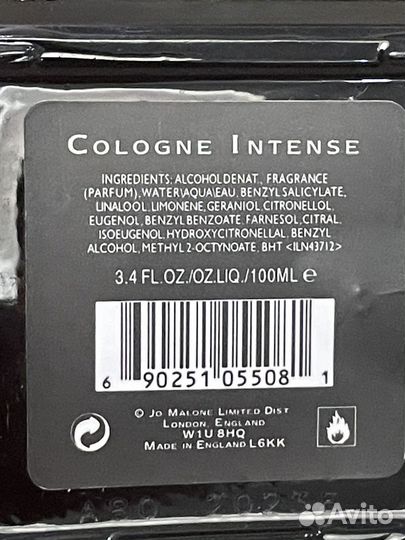 COLOGNE INTENSE
INGREDIENTS: ALCOHOL DENAT., FRAGRANCE
(PARFUM), WATER\AQUA\EAU, BENZYL SALICYLATE,
LINALOOL, LIMONENE, GERANIOL, CITRONELLOL,
EUGENOL, BENZYL BENZOATE, FARNESOL, CITRAL,
ISOEUGENOL, HYDROXYCITRONELLAL, BENZYL
ALCOHOL, METHYL 2-OCTYNOATE, BHT <ILN43712>
3.4 FL.OZ./OZ.LIQ./100ML ℮
6 90251 05508 1
© JO MALONE LIMITED DIST
LONDON, ENGLAND
W1U 8HQ
MADE IN ENGLAND L6KK
Avito